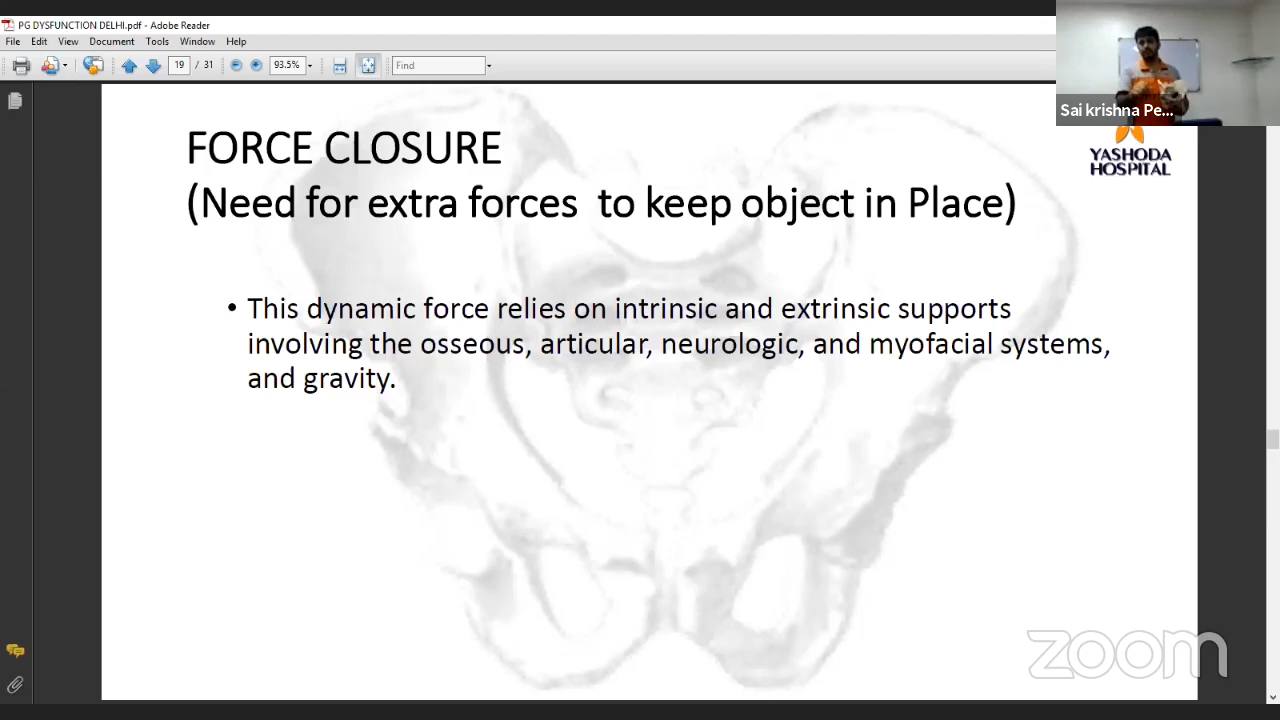 PG DYSFUNCTION DELHI.pdf - Adobe Reader
File Edit View Document Tools Window Help
19 / 31 93.5% Find
Sai krishna Pe...
YASHODA
HOSPITAL
FORCE CLOSURE
(Need for extra forces to keep object in Place)
• This dynamic force relies on intrinsic and extrinsic supports
involving the osseous, articular, neurologic, and myofacial systems,
and gravity.
zoom